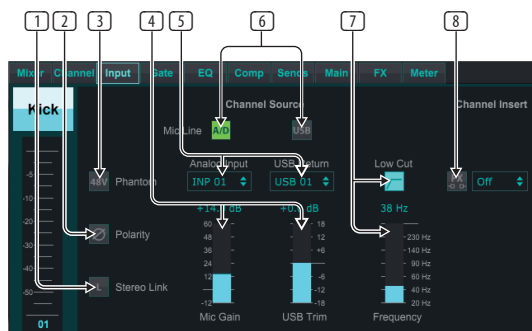 1 2 3 4 5 6 7 8
Mixer Channel Input Gate EQ Comp Sends Main FX Meter
Kick
Channel Source
Channel Insert
Mic/Line A/D USB
Analog Input USB Return Low Cut
48V Phantom INP 01 USB 01 FX Off
dB +0.0 dB 38 Hz
Ø Polarity
L Stereo Link
-5
-10
-20
-30
-40
-50
60
48
36
24
12
-12
18
12
6
-6
-12
-18
230 Hz
140 Hz
90 Hz
60 Hz
40 Hz
20 Hz
01
Mic Gain USB Trim Frequency